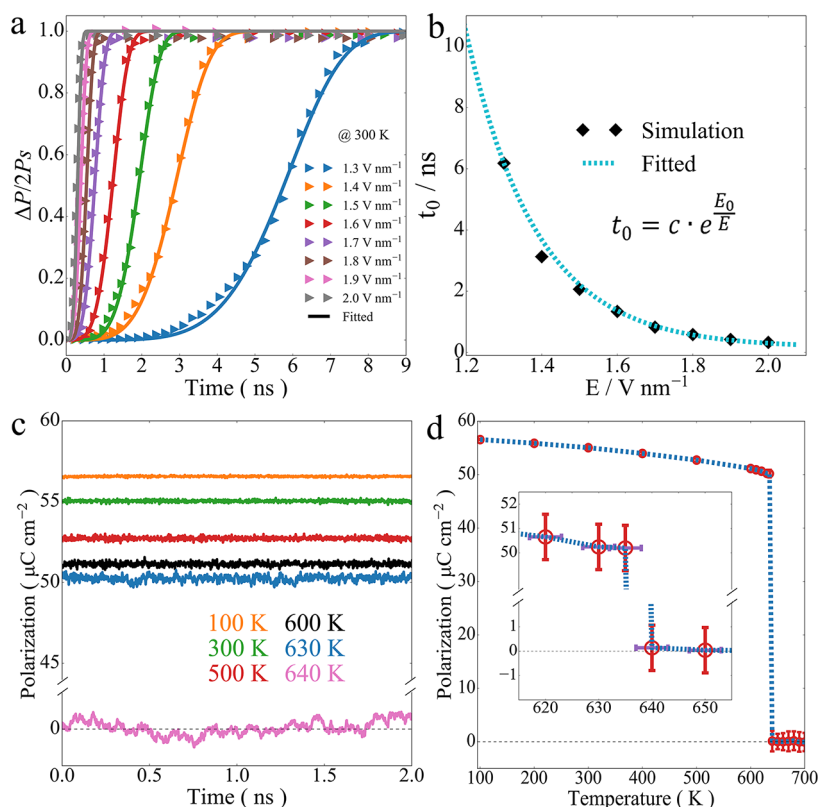 a
ΔP/2Ps
1.0
0.8
0.6
0.4
0.2
0.0
@ 300 K
1.3 V nm⁻¹
1.4 V nm⁻¹
1.5 V nm⁻¹
1.6 V nm⁻¹
1.7 V nm⁻¹
1.8 V nm⁻¹
1.9 V nm⁻¹
2.0 V nm⁻¹
Fitted
0 1 2 3 4 5 6 7 8 9
Time ( ns )
b
t₀ / ns
10
8
6
4
2
0
Simulation
Fitted
t₀ = c · e^(E₀/E)
1.2 1.4 1.6 1.8 2.0
E / V nm⁻¹
c
Polarization ( μC cm⁻²)
60
55
50
45
0
100 K 600 K
300 K 630 K
500 K 640 K
0.0 0.5 1.0 1.5 2.0
Time ( ns )
d
Polarization ( μC cm⁻²)
60
50
40
30
20
10
0
52
51
50
1
0
−1
620 630 640 650
100 200 300 400 500 600 700
Temperature ( K )